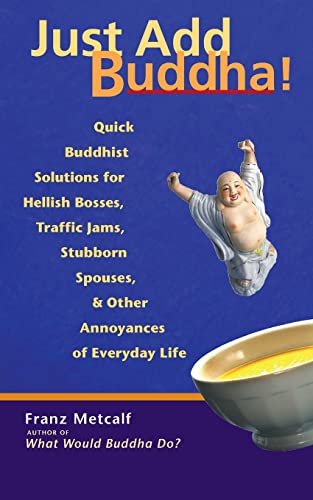 Just Add
Buddha!
Quick
Buddhist
Solutions for
Hellish Bosses,
Traffic Jams,
Stubborn
Spouses,
& Other
Annoyances
of Everyday Life
Franz Metcalf
AUTHOR OF
What Would Buddha Do?